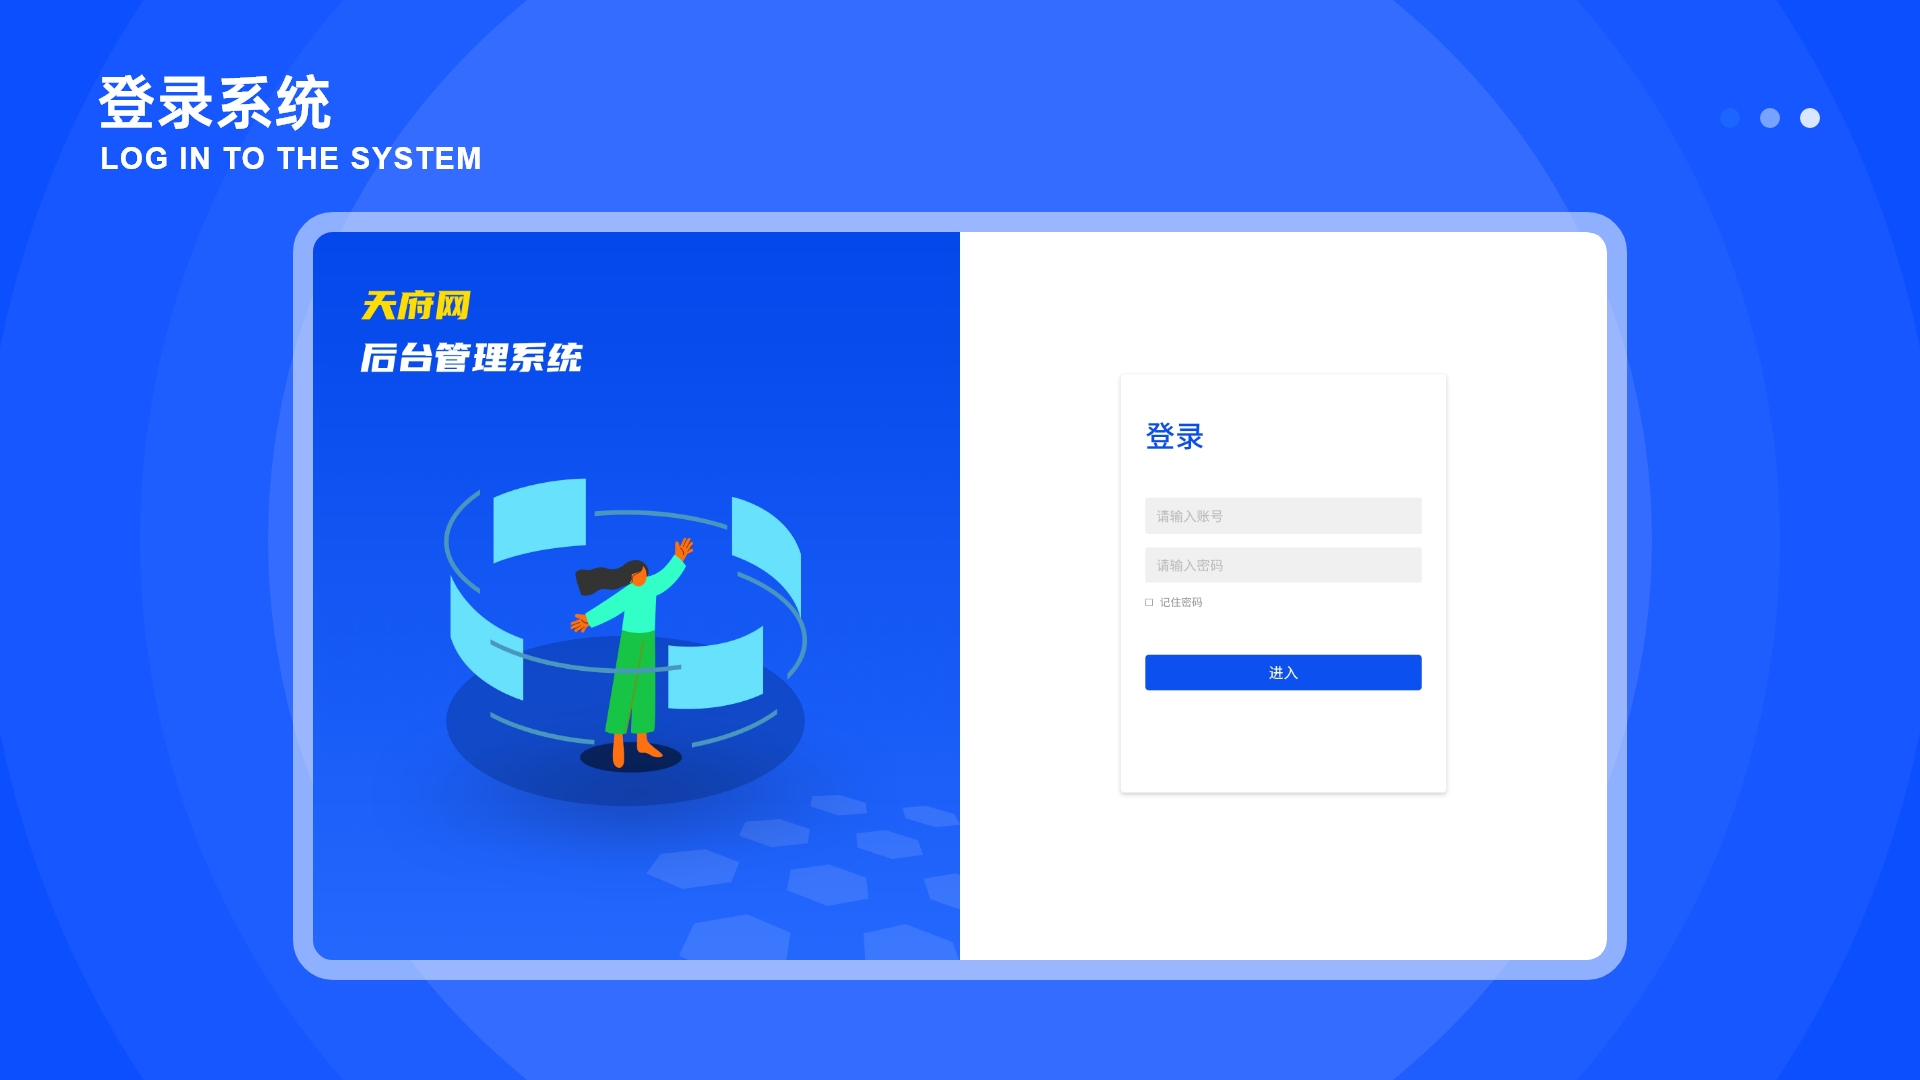 登录系统
LOG IN TO THE SYSTEM
天府网
后台管理系统
登录
请输入账号
请输入密码
记住密码
进入